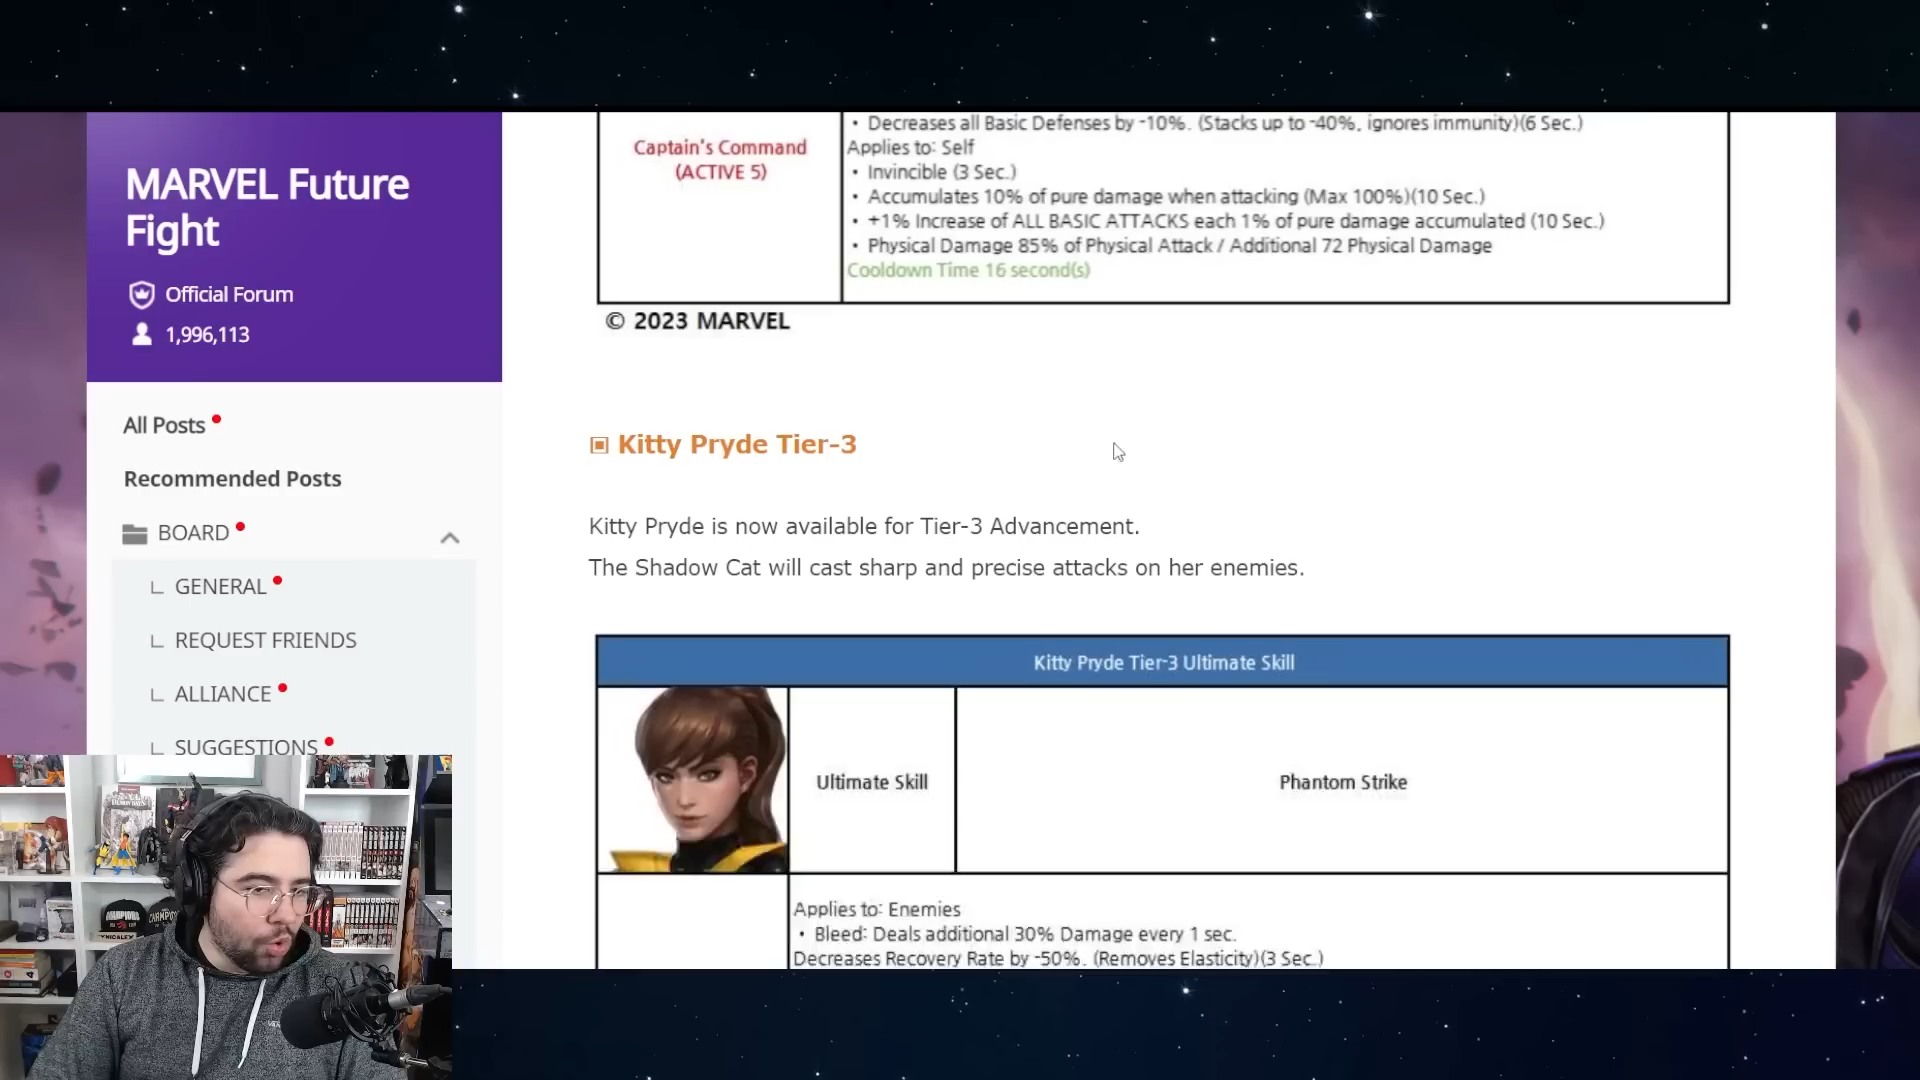 MARVEL Future
Fight
Official Forum
1,996,113
All Posts
Recommended Posts
BOARD
GENERAL
REQUEST FRIENDS
ALLIANCE
SUGGESTIONS
Captain's Command
(ACTIVE 5)
• Decreases all Basic Defenses by -10%. (Stacks up to -40%, ignores immunity)(6 Sec.)
Applies to: Self
• Invincible (3 Sec.)
• Accumulates 10% of pure damage when attacking (Max 100%)(10 Sec.)
• +1% Increase of ALL BASIC ATTACKS each 1% of pure damage accumulated (10 Sec.)
• Physical Damage 85% of Physical Attack / Additional 72 Physical Damage
Cooldown Time 16 second(s)
© 2023 MARVEL
▣ Kitty Pryde Tier-3
Kitty Pryde is now available for Tier-3 Advancement.
The Shadow Cat will cast sharp and precise attacks on her enemies.
Kitty Pryde Tier-3 Ultimate Skill
Ultimate Skill
Phantom Strike
Applies to: Enemies
• Bleed: Deals additional 30% Damage every 1 sec.
Decreases Recovery Rate by -50%. (Removes Elasticity)(3 Sec.)